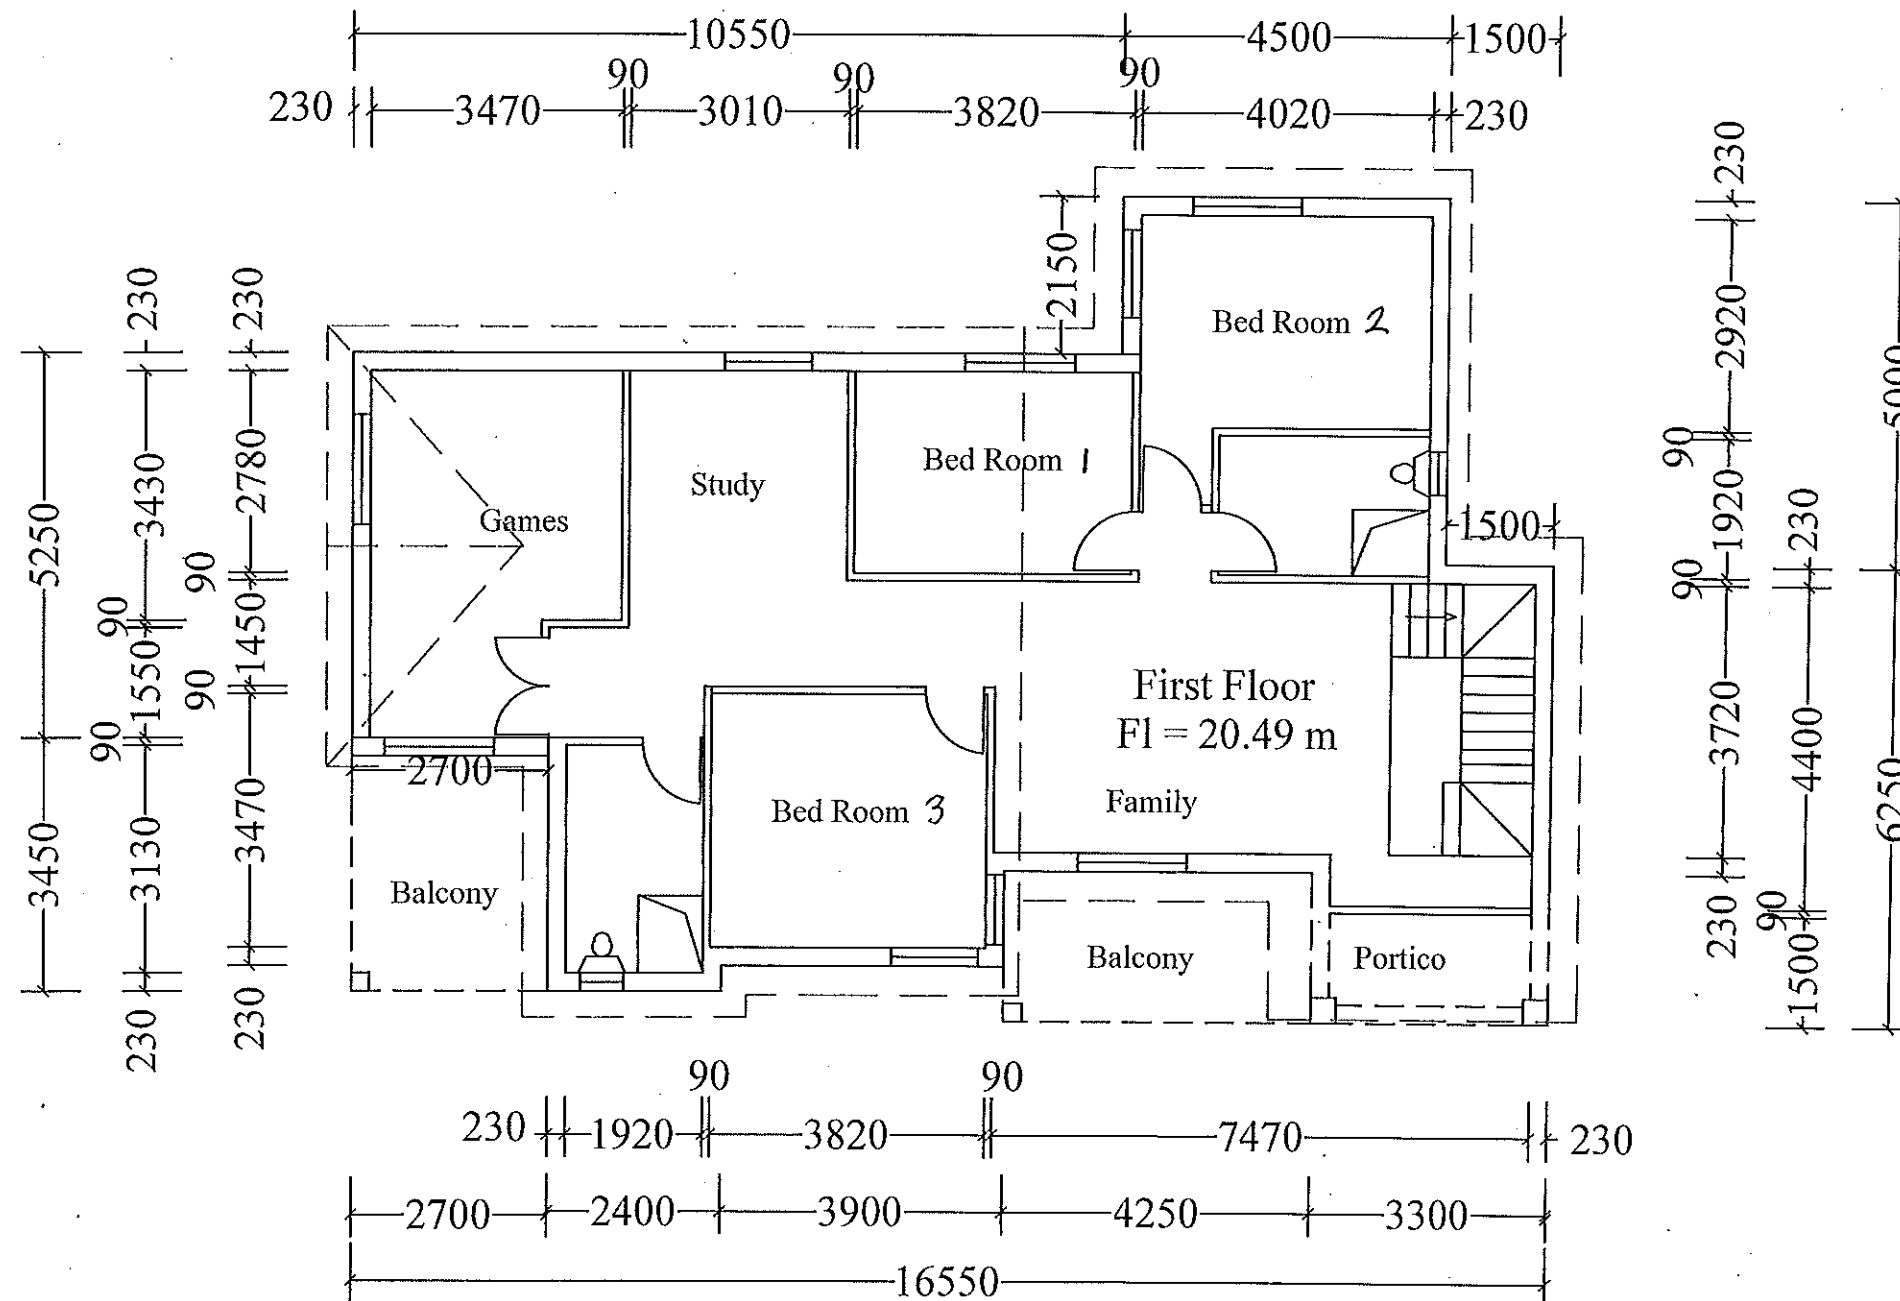 10550 4500 1500
90 90 90
230 3470 3010 3820 4020 230
230 230 2150 230
Bed Room 2
2920
5250 3430 2780
Study Bed Room 1
Games
90 5000
90
1500 1920 230
90 1550 90 1450 90
90
First Floor
Fl = 20.49 m
3720 4400 6250
2700
3450 3130 3470
Bed Room 3 Family
Balcony
Balcony Portico
230 90 1500
230 230
90 90
230 1920 3820 7470 230
2700 2400 3900 4250 3300
16550